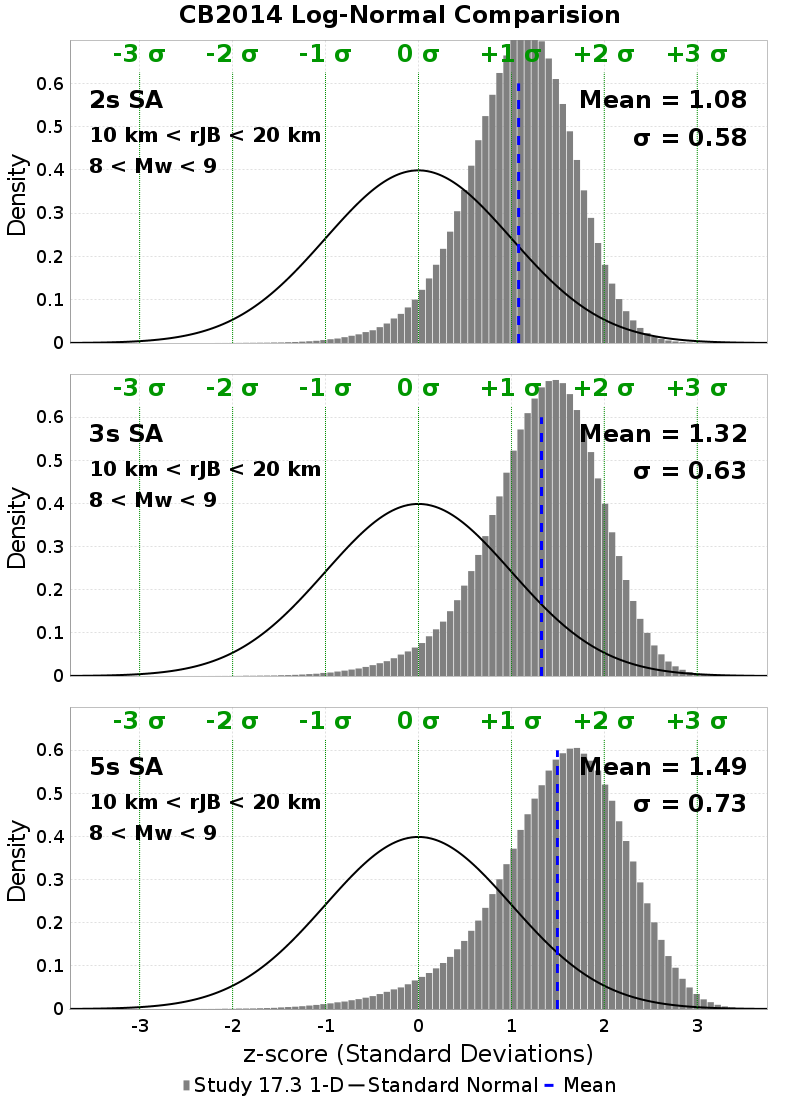 CB2014 Log-Normal Comparision
-3 σ -2 σ -1 σ 0 σ +1 σ +2 σ +3 σ
2s SA
Mean = 1.08
10 km < rJB < 20 km
σ = 0.58
8 < Mw < 9
Density
0.6
0.5
0.4
0.3
0.2
0.1
0
-3 σ -2 σ -1 σ 0 σ +1 σ +2 σ +3 σ
3s SA
Mean = 1.32
10 km < rJB < 20 km
σ = 0.63
8 < Mw < 9
Density
0.6
0.5
0.4
0.3
0.2
0.1
0
-3 σ -2 σ -1 σ 0 σ +1 σ +2 σ +3 σ
5s SA
Mean = 1.49
10 km < rJB < 20 km
σ = 0.73
8 < Mw < 9
Density
0.6
0.5
0.4
0.3
0.2
0.1
0
-3 -2 -1 0 1 2 3
z-score (Standard Deviations)
Study 17.3 1-D Standard Normal Mean